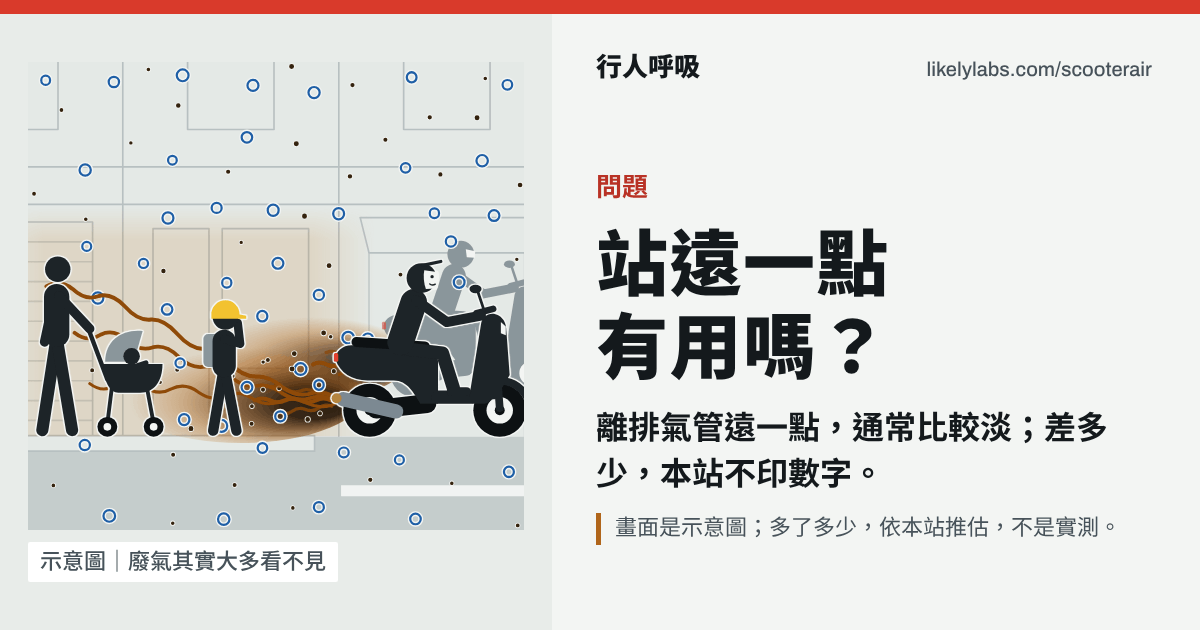 行人呼吸
likelylabs.com/scooterair
問題
站遠一點
有用嗎？
離排氣管遠一點，通常比較淡；差多
少，本站不印數字。
畫面是示意圖；多了多少，依本站推估，不是實測。
示意圖｜廢氣其實大多看不見